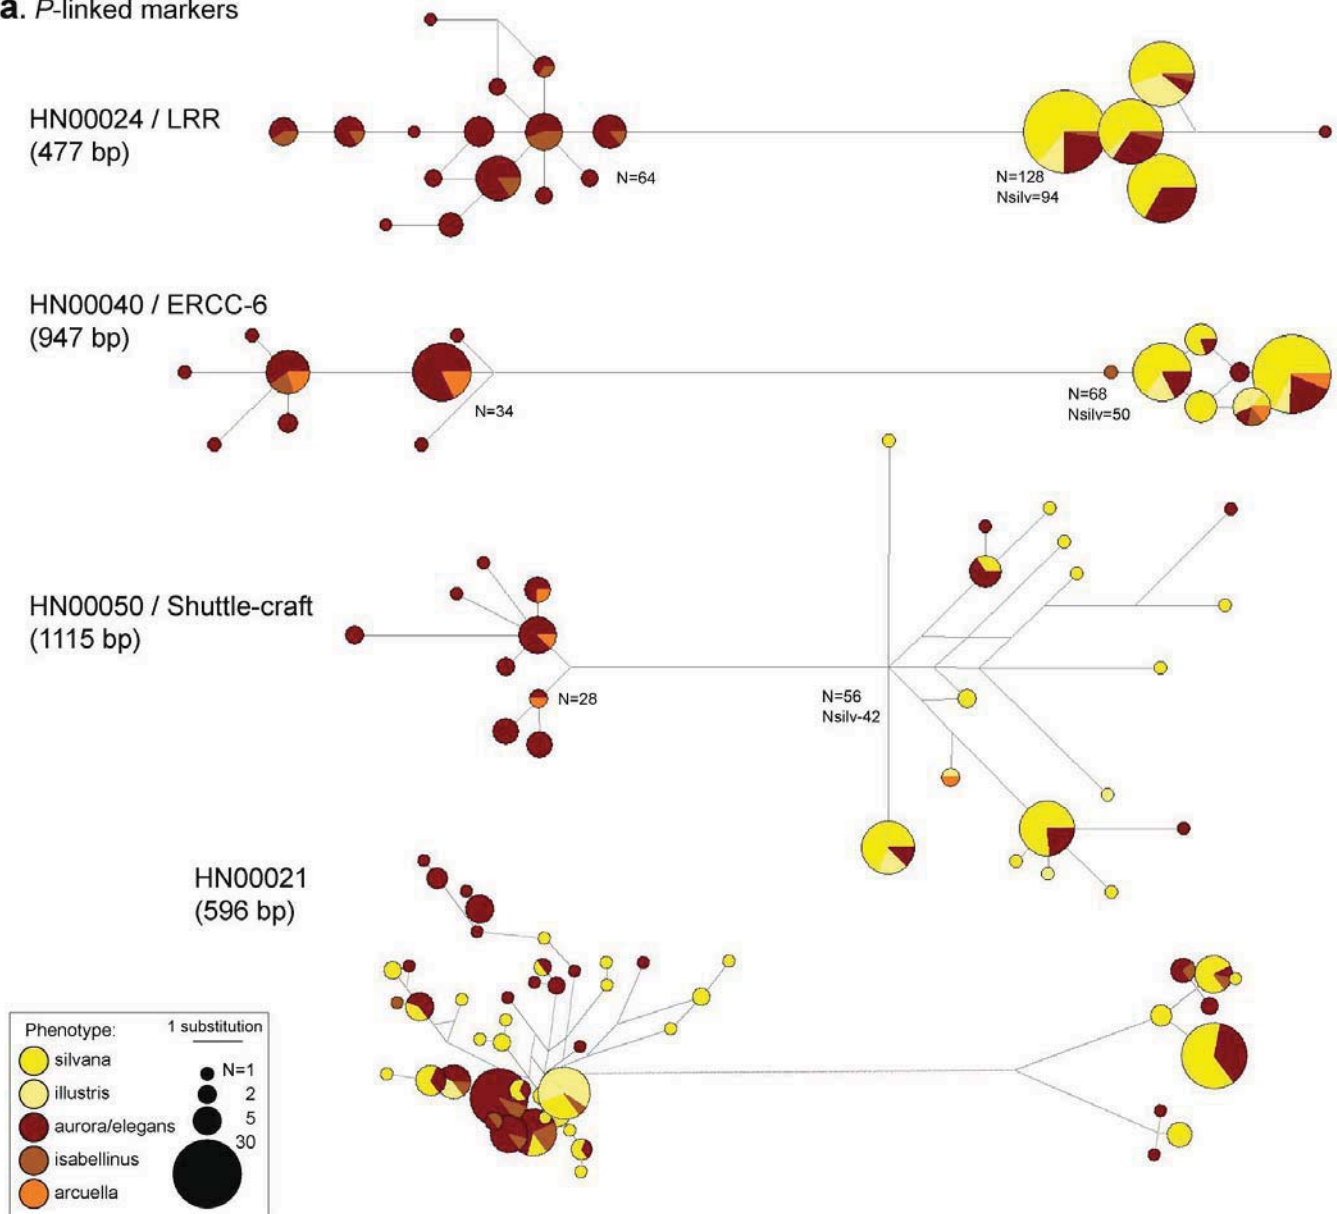 a. P-linked markers
HN00024 / LRR
(477 bp)
N=64
N=128
Nsilv=94
HN00040 / ERCC-6
(947 bp)
N=34
N=68
Nsilv=50
HN00050 / Shuttle-craft
(1115 bp)
N=28
N=56
Nsilv-42
HN00021
(596 bp)
Phenotype:
silvana
illustris
aurora/elegans
isabellinus
arcuella
1 substitution
N=1
2
5
30